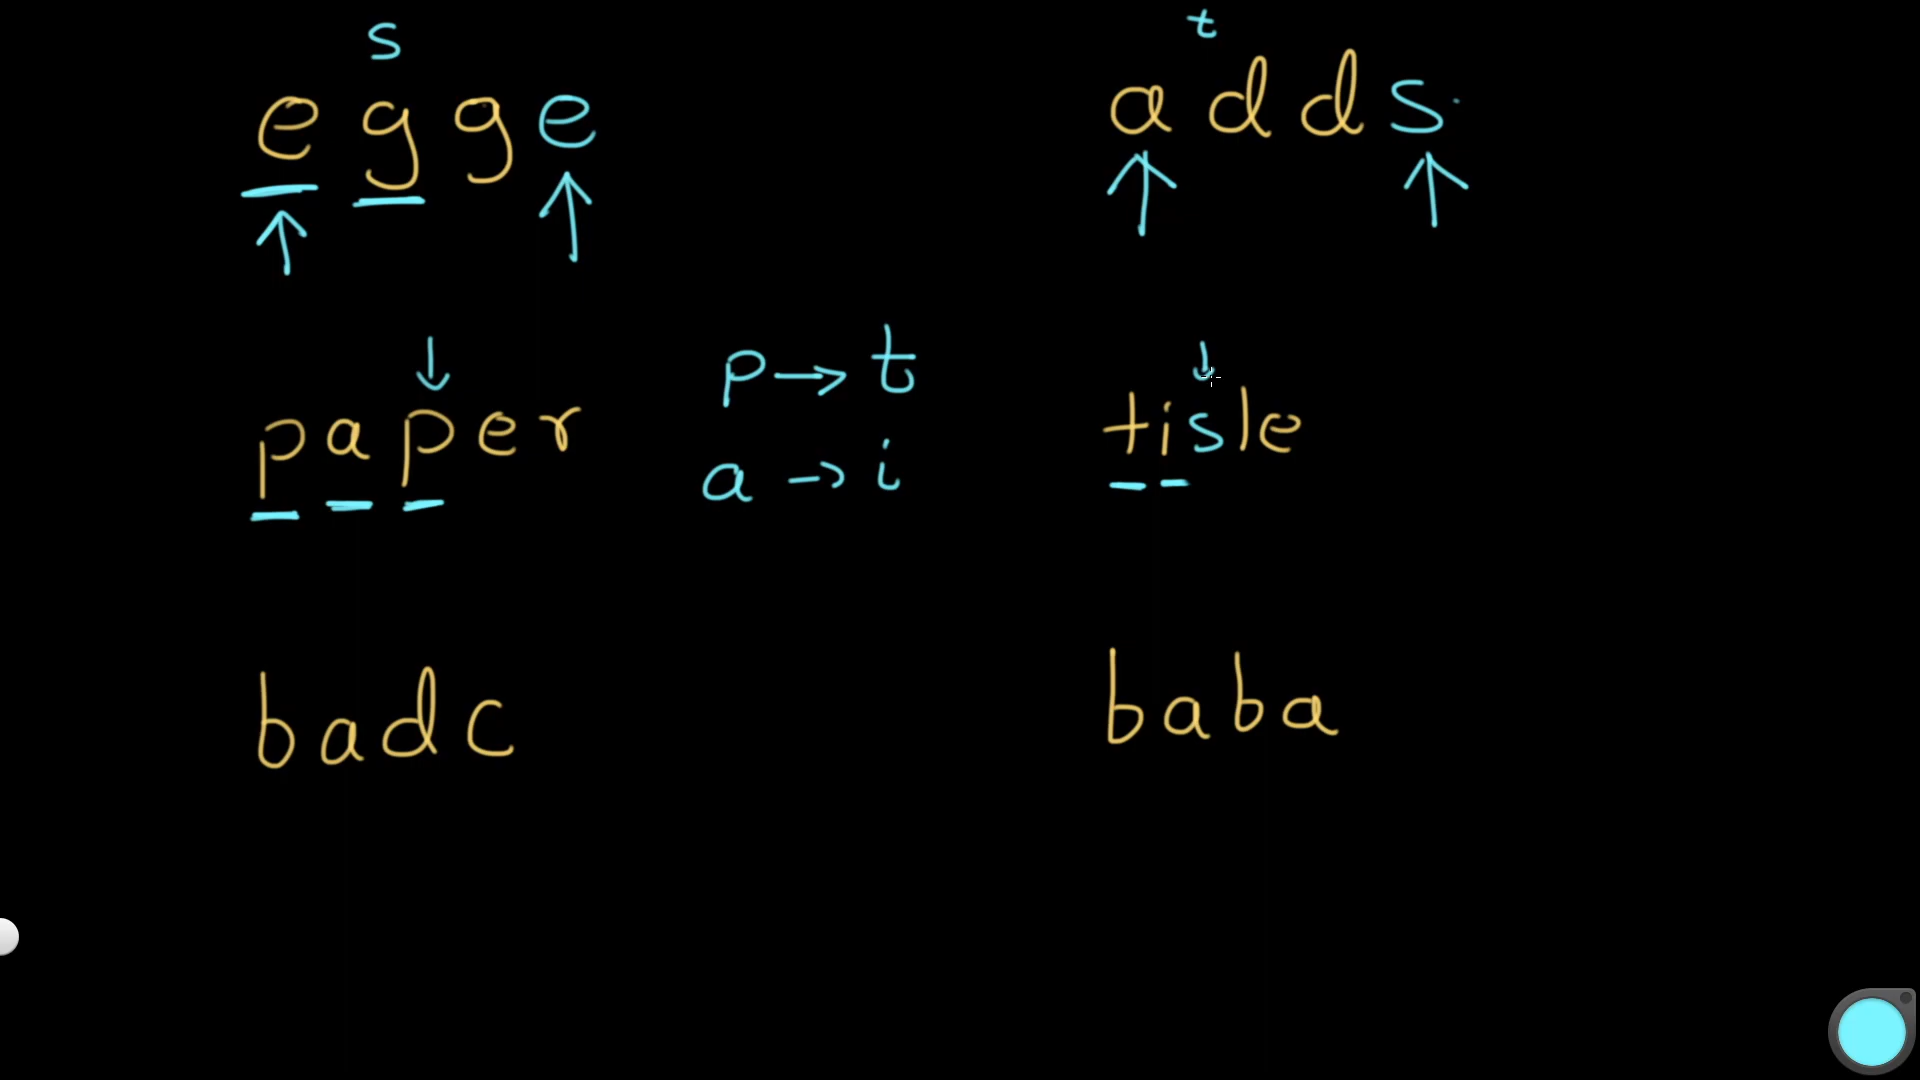 s t
egge adds
p → t
paper tisle
a → i
badc baba